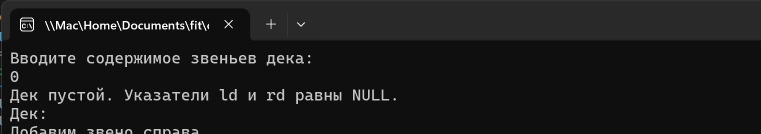 \\Mac\Home\Documents\fit\
Вводите содержимое звеньев дека:
0
Дек пустой. Указатели ld и rd равны NULL.
Дек:
Добавим звено справа